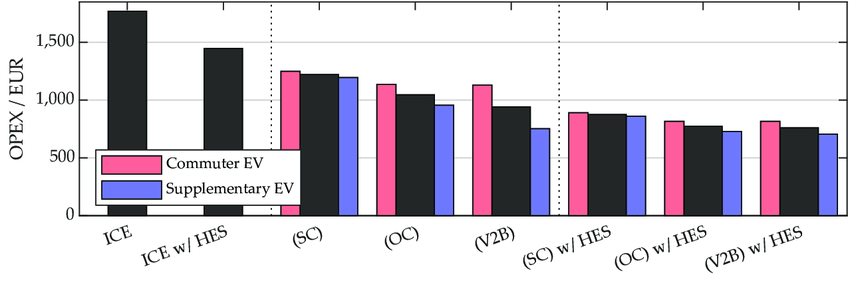 OPEX / EUR
1,500
1,000
500
0
Commuter EV
Supplementary EV
ICE
ICE w/ HES
(SC)
(OC)
(V2B)
(SC) w/ HES
(OC) w/ HES
(V2B) w/ HES